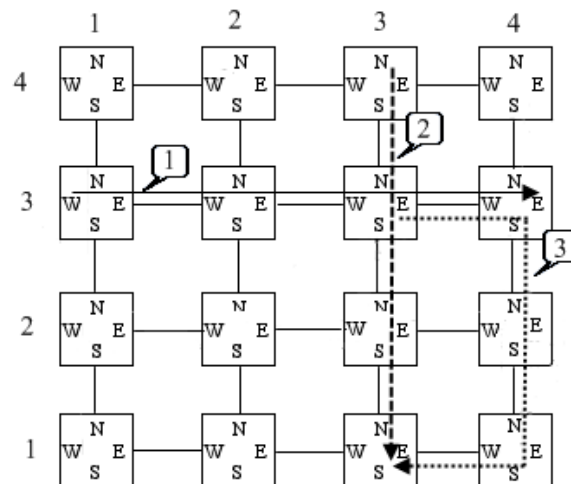 1 2 3 4
4 N W E S N W E S N W E S N W E S
2
1
3 N W E S N W E S N W E S N W E S
3
2 N W E S N W E S N W E S N W E S
1 N W E S N W E S N W E S N W E S